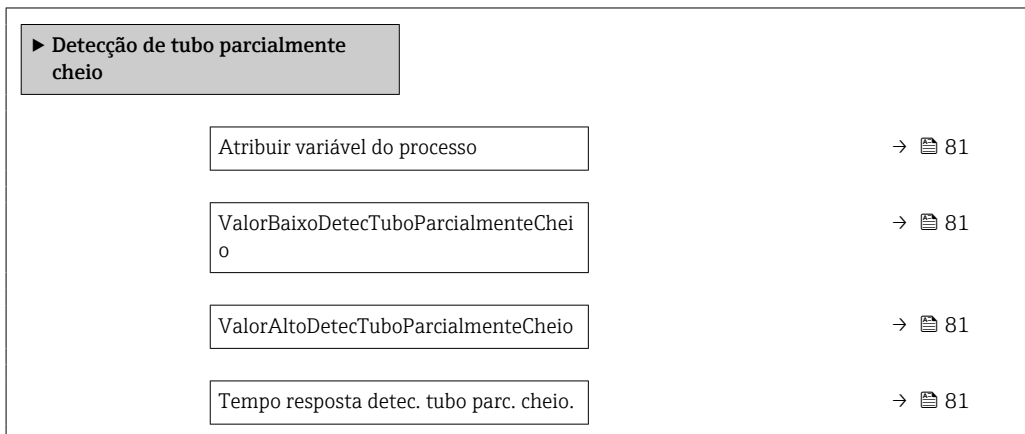 ▶ Detecção de tubo parcialmente
cheio
Atribuir variável do processo → 81
ValorBaixoDetecTuboParcialmenteChei → 81
o
ValorAltoDetecTuboParcialmenteCheio → 81
Tempo resposta detec. tubo parc. cheio. → 81